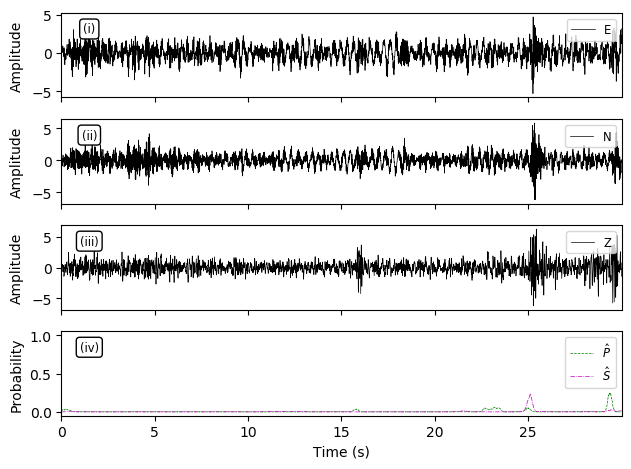 5
0
−5
Amplitude
(i)
E
5
0
−5
Amplitude
(ii)
N
5
0
−5
Amplitude
(iii)
Z
1.0
0.5
0.0
Probability
(iv)
P̂
Ŝ
0 5 10 15 20 25
Time (s)